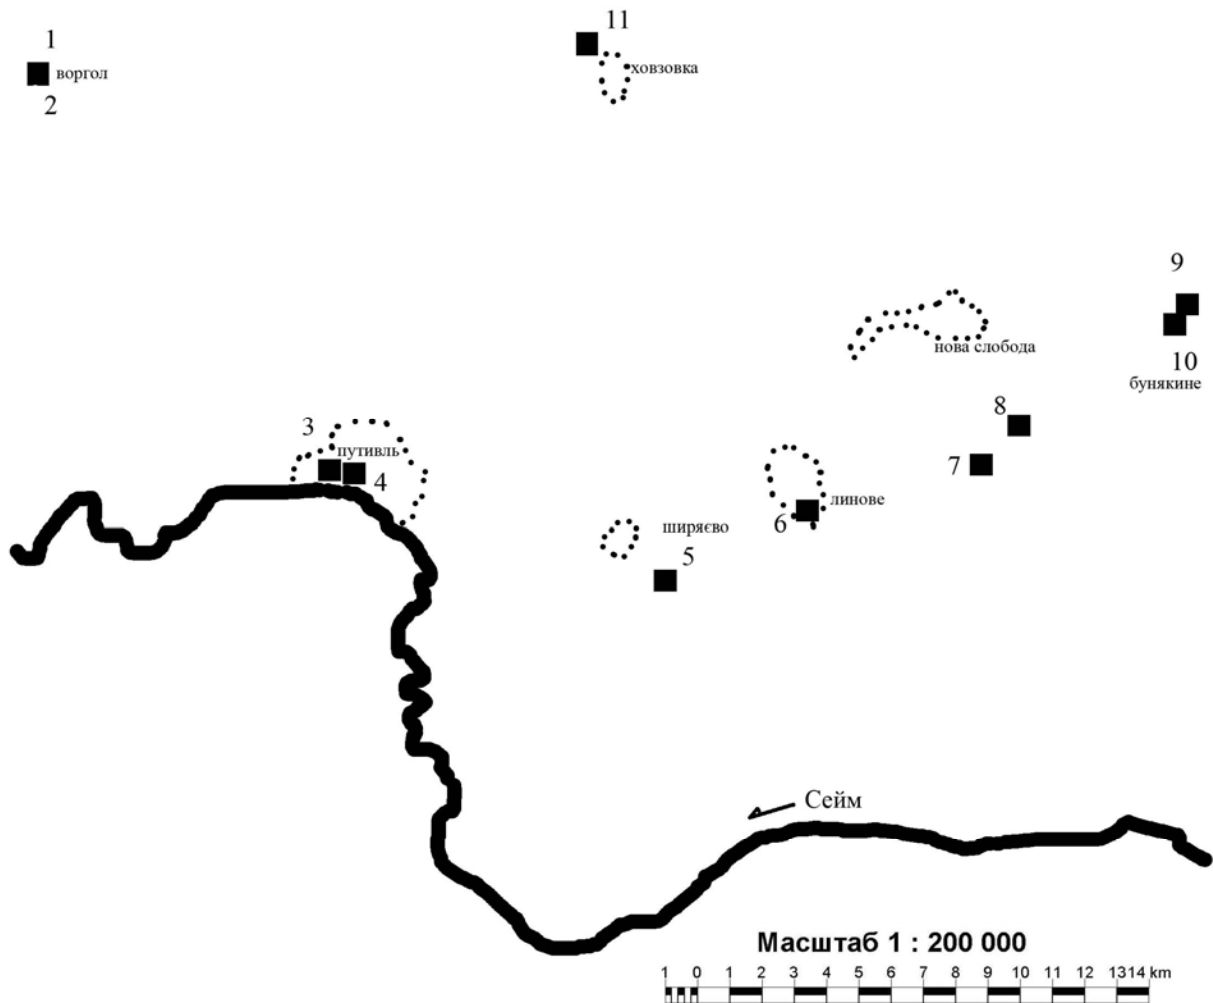 11
1
воргол
2
ховзовка
9
нова слобода
10
бунякине
3
путивль
4
8
7
линове
6
ширяєво
5
Сейм
Масштаб 1 : 200 000
1 0 1 2 3 4 5 6 7 8 9 10 11 12 1314 km